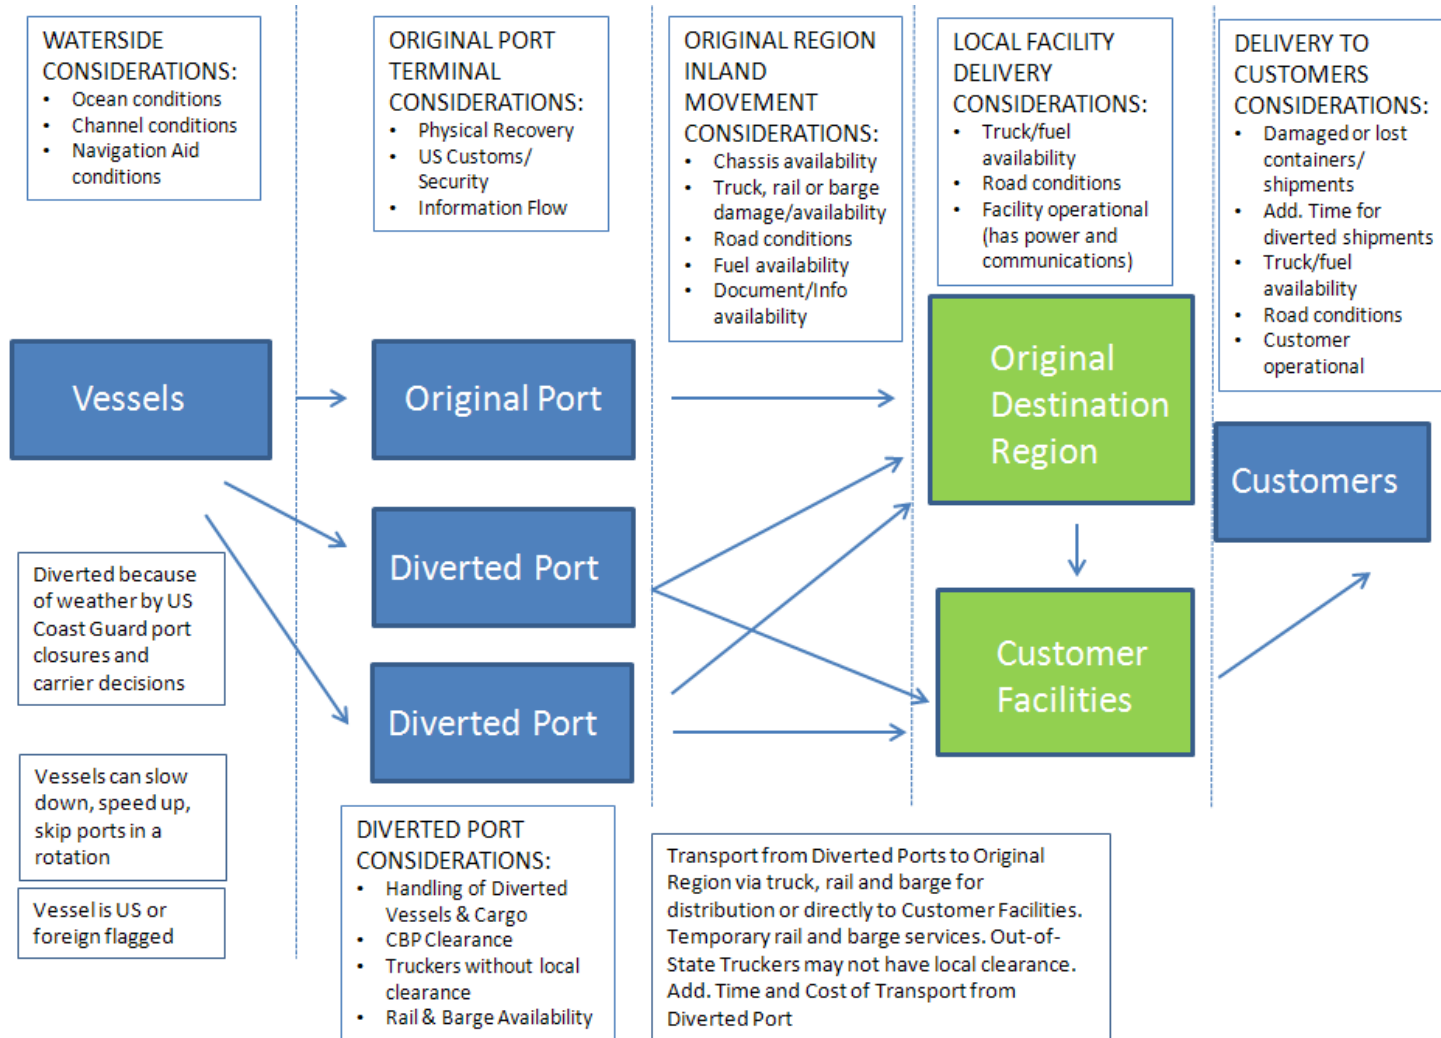 WATERSIDE
CONSIDERATIONS:
• Ocean conditions
• Channel conditions
• Navigation Aid
conditions
ORIGINAL PORT
TERMINAL
CONSIDERATIONS:
• Physical Recovery
• US Customs/
Security
• Information Flow
ORIGINAL REGION
INLAND
MOVEMENT
CONSIDERATIONS:
• Chassis availability
• Truck, rail or barge
damage/availability
• Road conditions
• Fuel availability
• Document/Info
availability
LOCAL FACILITY
DELIVERY
CONSIDERATIONS:
• Truck/fuel
availability
• Road conditions
• Facility operational
(has power and
communications)
DELIVERY TO
CUSTOMERS
CONSIDERATIONS:
• Damaged or lost
containers/
shipments
• Add. Time for
diverted shipments
• Truck/fuel
availability
• Road conditions
• Customer
operational
Vessels
Original Port
Original
Destination
Region
Customers
Diverted Port
Customer
Facilities
Diverted Port
Diverted because
of weather by US
Coast Guard port
closures and
carrier decisions
Vessels can slow
down, speed up,
skip ports in a
rotation
Vessel is US or
foreign flagged
DIVERTED PORT
CONSIDERATIONS:
• Handling of Diverted
Vessels & Cargo
• CBP Clearance
• Truckers without local
clearance
• Rail & Barge Availability
Transport from Diverted Ports to Original
Region via truck, rail and barge for
distribution or directly to Customer Facilities.
Temporary rail and barge services. Out-of-
State Truckers may not have local clearance.
Add. Time and Cost of Transport from
Diverted Port